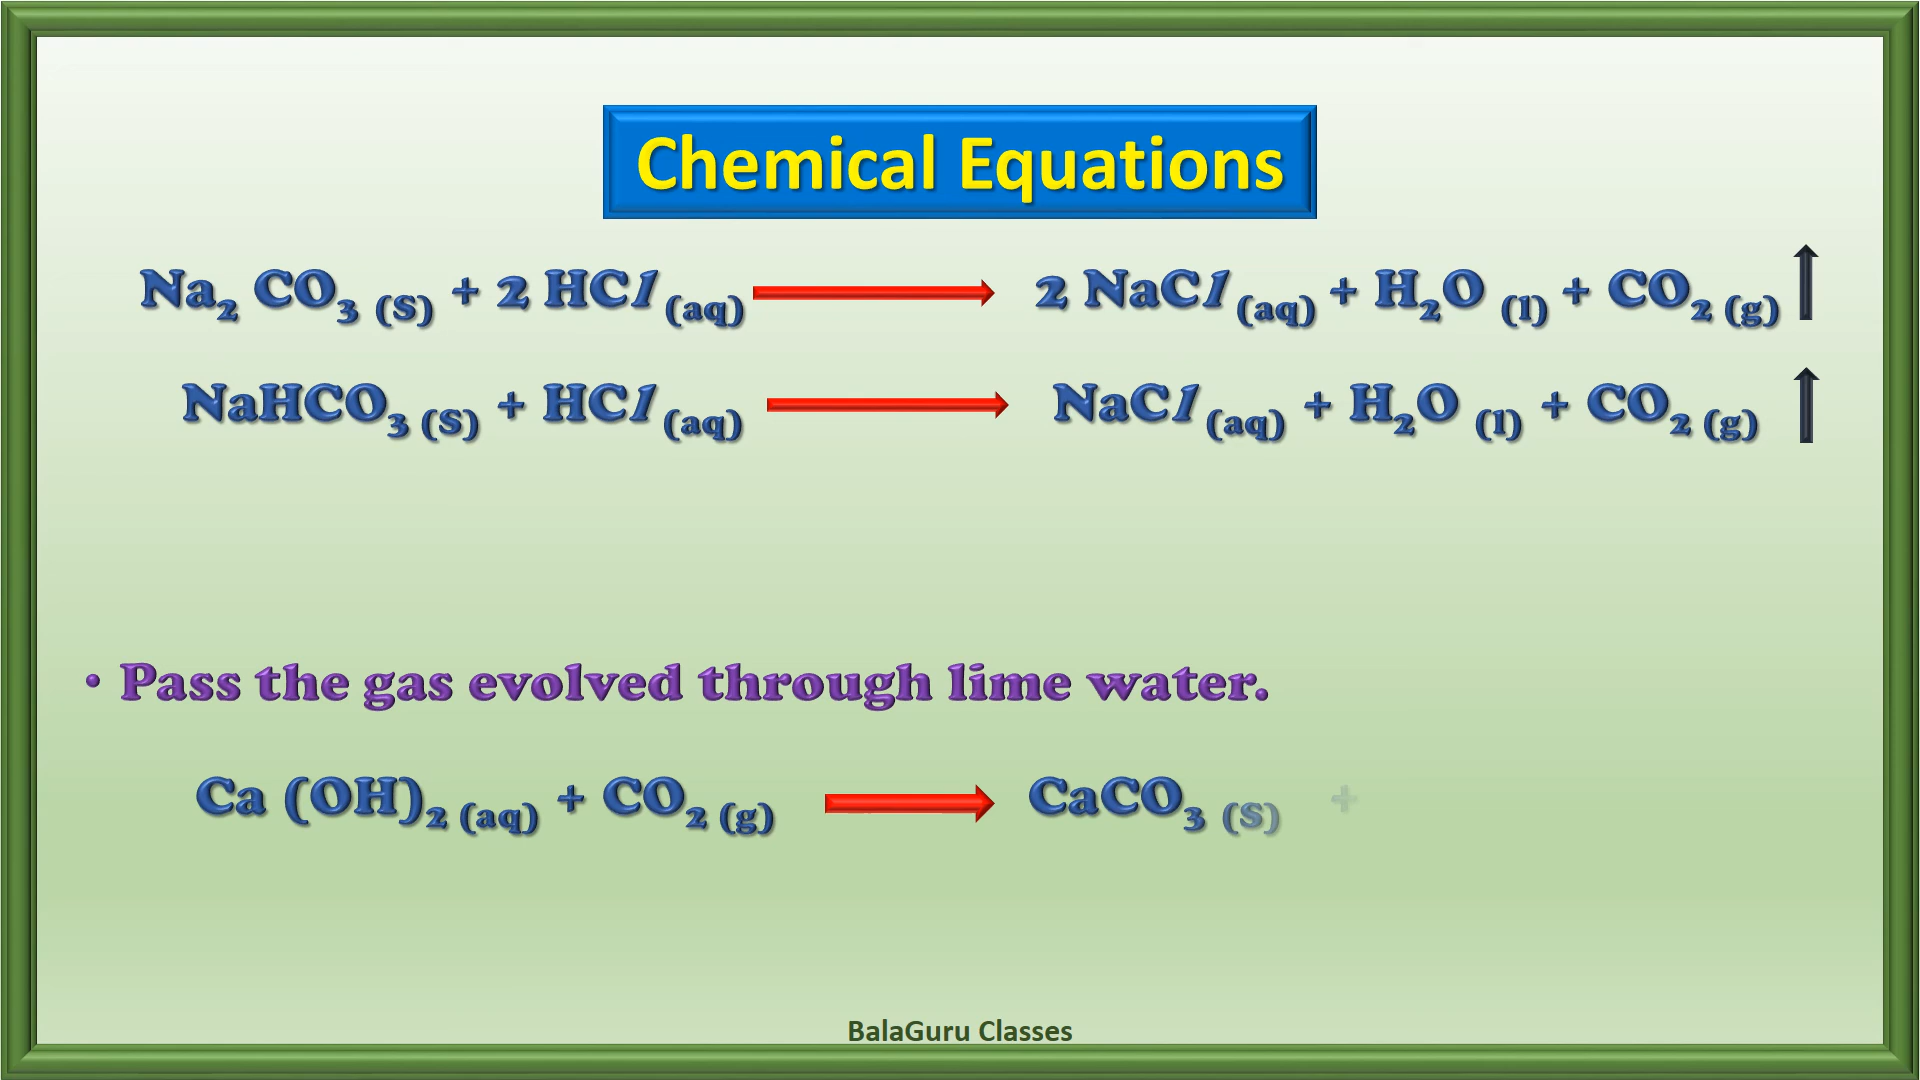 Chemical Equations
Na₂ CO₃ (S) + 2 HCl (aq) → 2 NaCl (aq) + H₂O (l) + CO₂ (g) ↑
NaHCO₃ (S) + HCl (aq) → NaCl (aq) + H₂O (l) + CO₂ (g) ↑
• Pass the gas evolved through lime water.
Ca (OH)₂ (aq) + CO₂ (g) → CaCO₃ (S) +
BalaGuru Classes